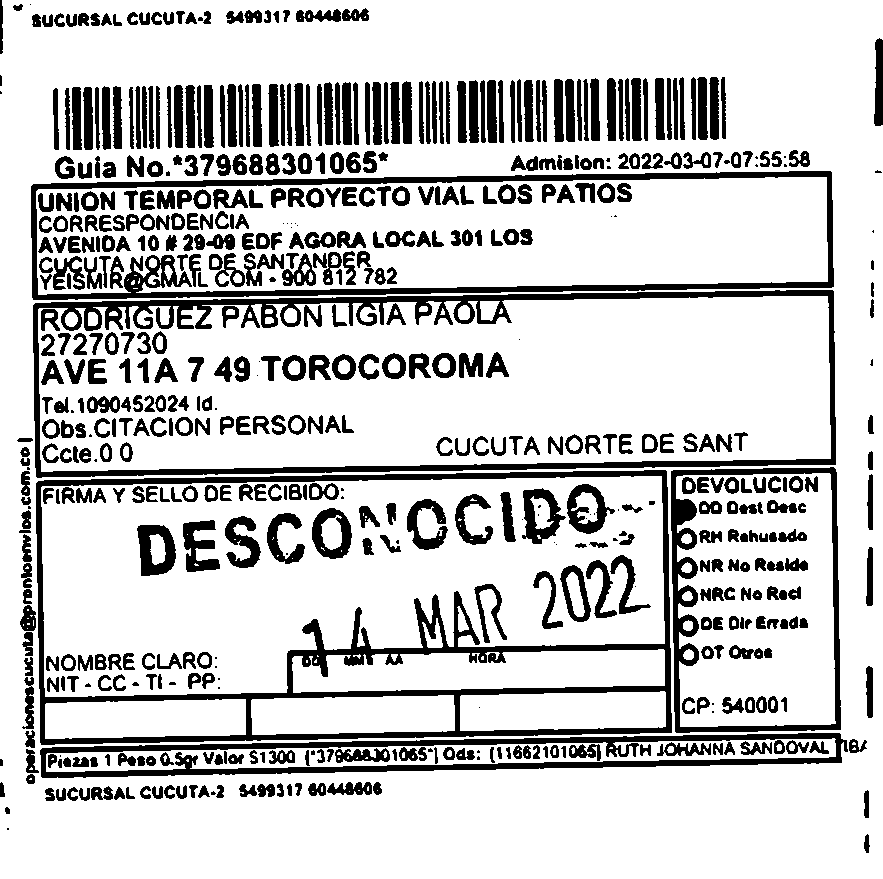 SUCURSAL CUCUTA-2 5499317 60448606
Guia No.*379688301065* Admision: 2022-03-07-07:55:58
UNION TEMPORAL PROYECTO VIAL LOS PATIOS
CORRESPONDENCIA
AVENIDA 10 # 29-09 EDF AGORA LOCAL 301 LOS
CUCUTA NORTE DE SANTANDER
YEISMIR@GMAIL COM - 900 812 782
RODRIGUEZ PABON LIGIA PAOLA
27270730
AVE 11A 7 49 TOROCOROMA
Tel.1090452024 Id.
Obs.CITACION PERSONAL
Ccte.0 0 CUCUTA NORTE DE SANT
operacionescucuta@prontoenvios.com.co |
FIRMA Y SELLO DE RECIBIDO:
DESCONOCIDO
14 MAR 2022
NOMBRE CLARO:
DD MM AA HORA
NIT - CC - TI - PP:
DEVOLUCION
DD Dest Desc
RH Rehusado
NR No Reside
NRC No Recl
DE Dir Errada
OT Otros
CP: 540001
Piezas 1 Peso 0.5gr Valor $1300 (*379688301065*) Ods: (11662101065) RUTH JOHANNA SANDOVAL
SUCURSAL CUCUTA-2 5499317 60448606